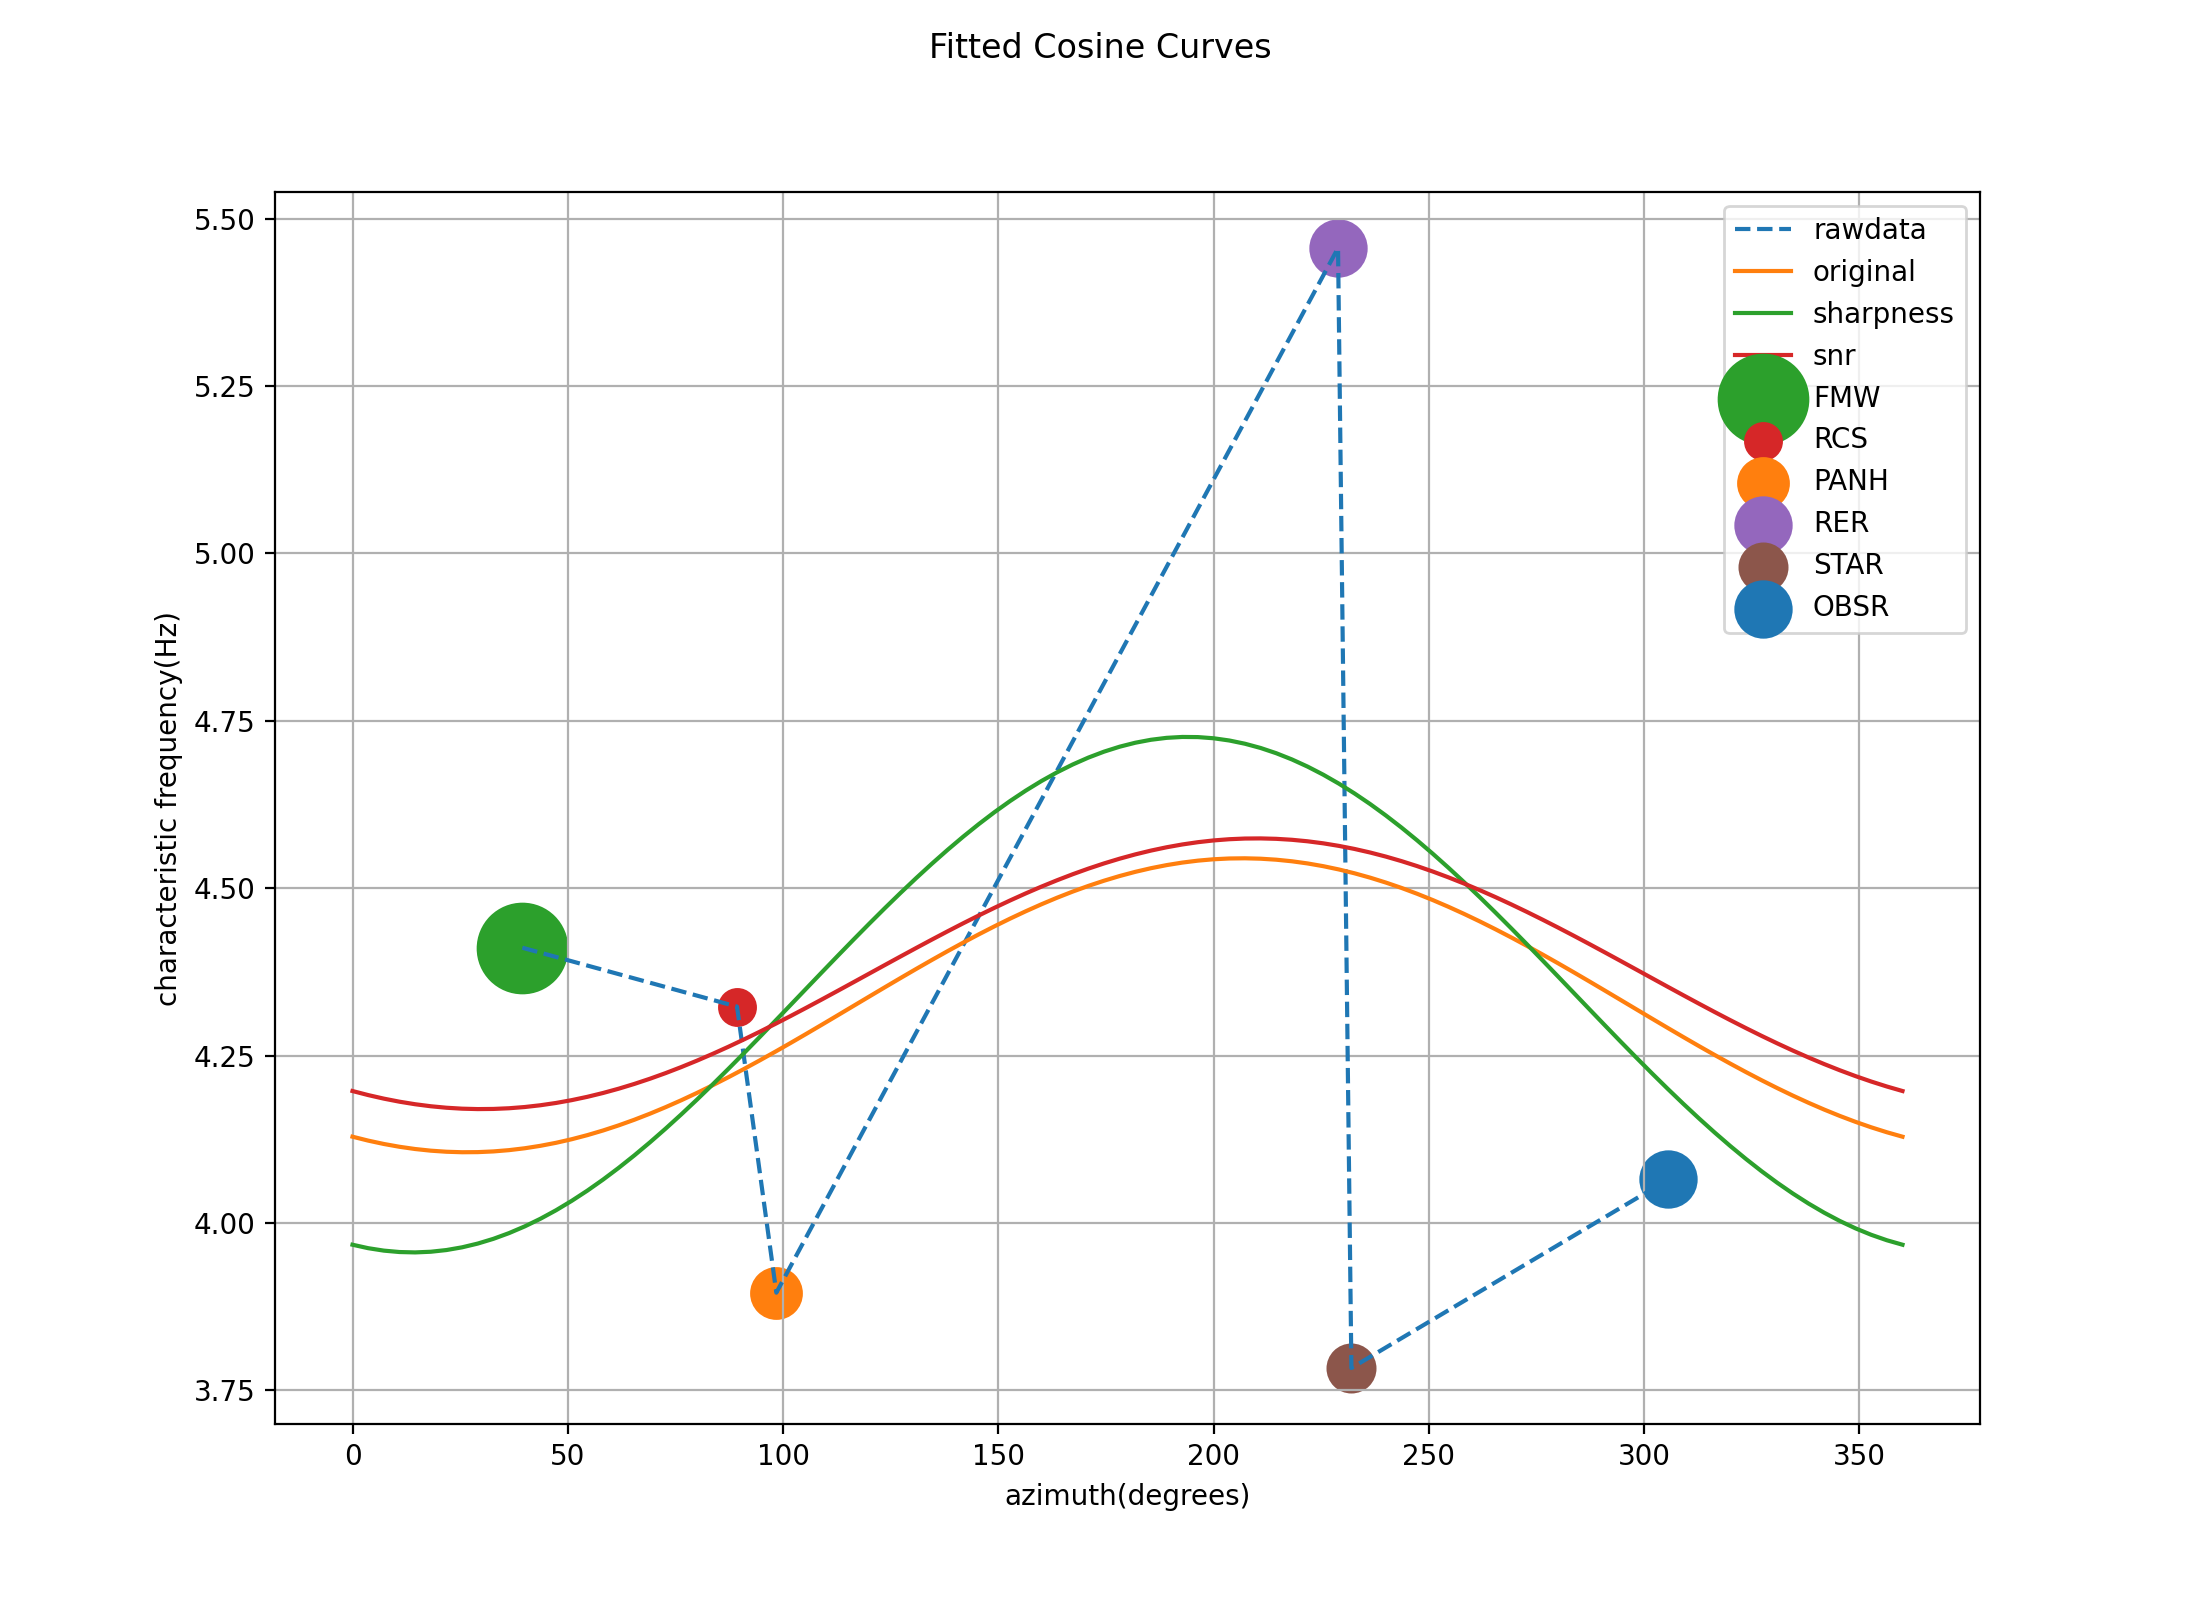 Fitted Cosine Curves
5.50
5.25
5.00
4.75
4.50
4.25
4.00
3.75
characteristic frequency(Hz)
rawdata
original
sharpness
snr
FMW
RCS
PANH
RER
STAR
OBSR
0 50 100 150 200 250 300 350
azimuth(degrees)